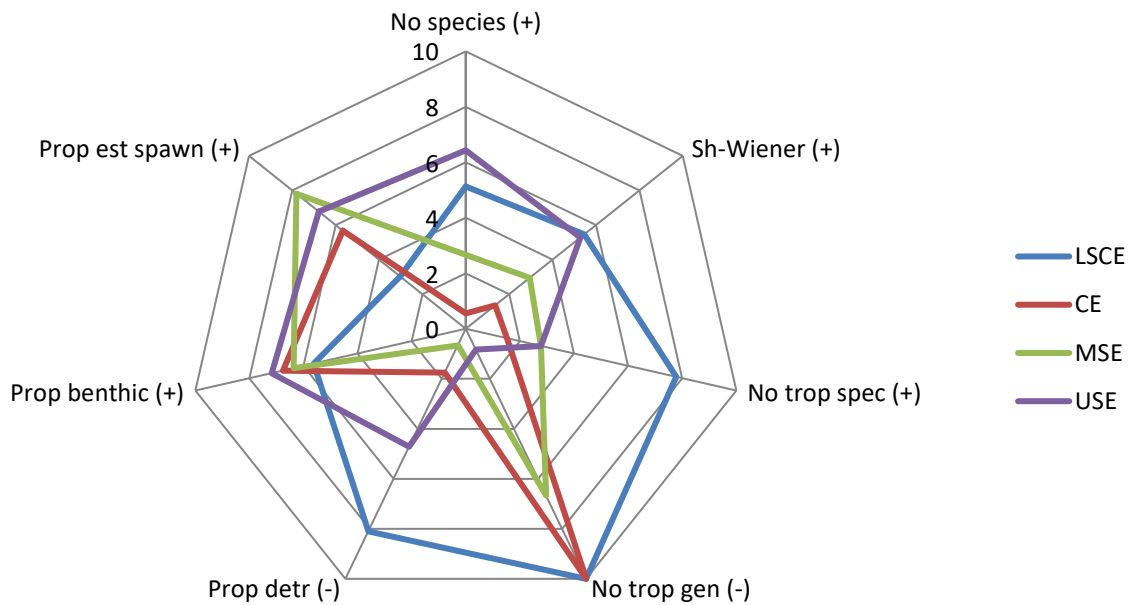 No species (+)
10
8
6
4
2
0
Sh-Wiener (+)
No trop spec (+)
No trop gen (-)
Prop detr (-)
Prop benthic (+)
Prop est spawn (+)
LSCE
CE
MSE
USE